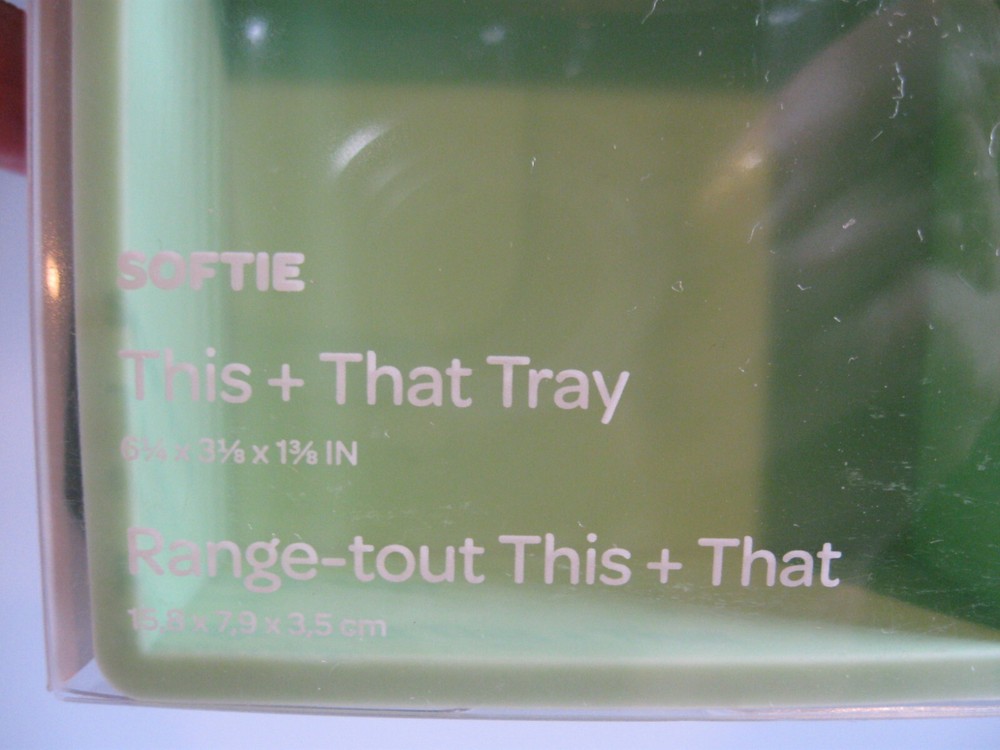 SOFTIE
This + That Tray
6¼ x 3⅛ x 1⅜ IN
Range-tout This + That
15,8 x 7,9 x 3,5 cm